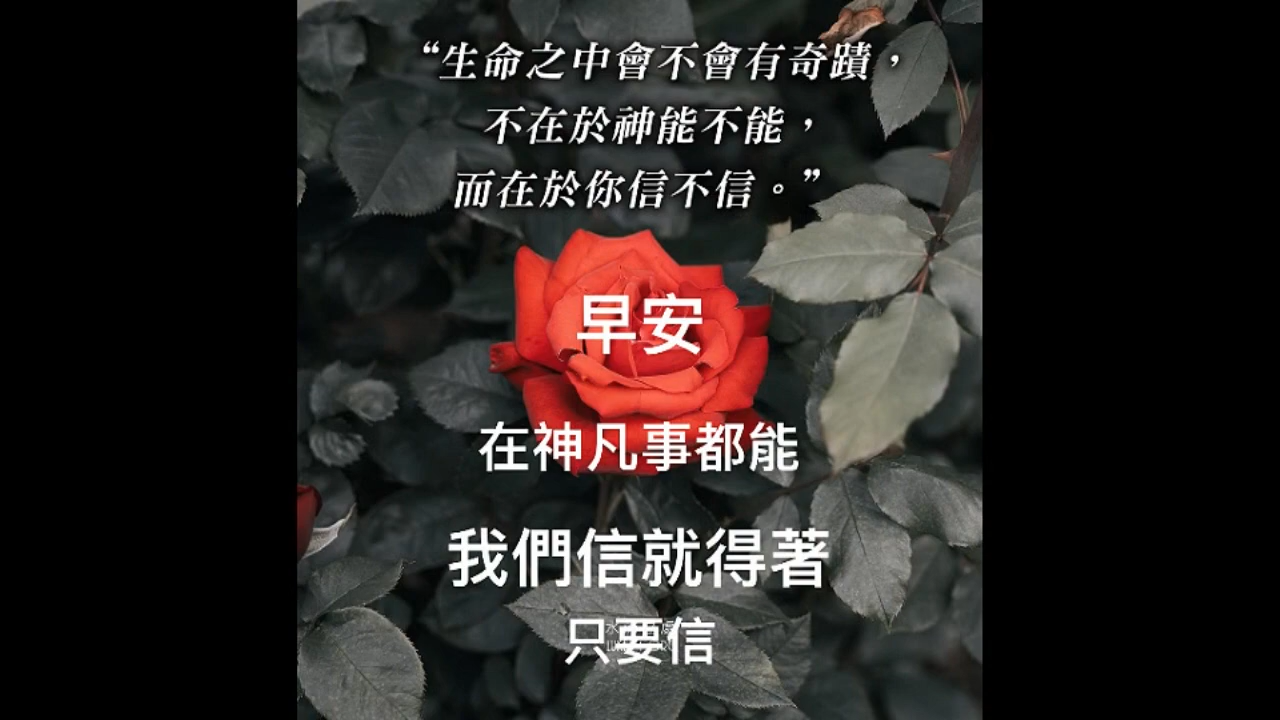 “生命之中會不會有奇蹟，
不在於神能不能，
而在於你信不信。”
早安
在神凡事都能
我們信就得著
只要信